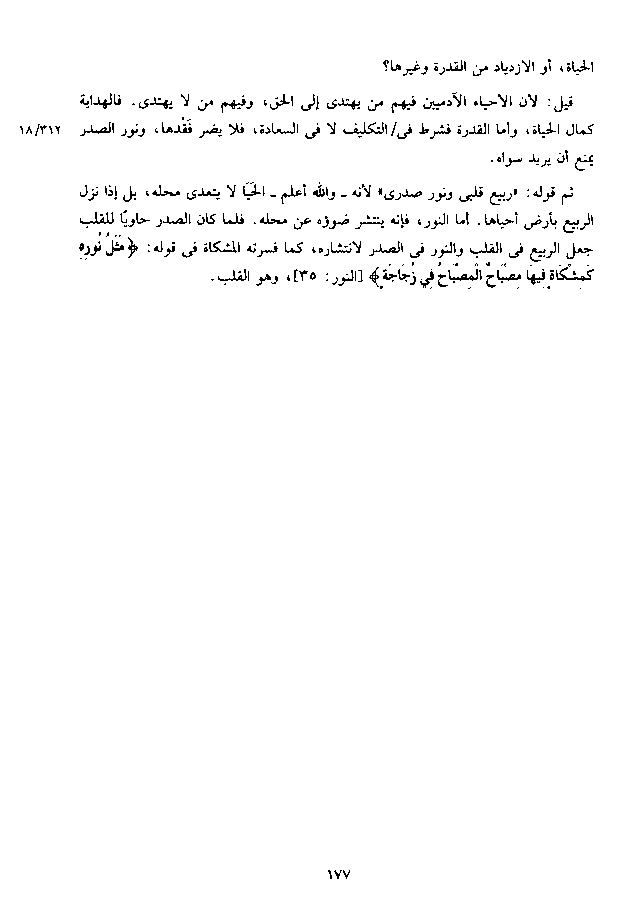 الحياة، أو الازدياد من القدرة وغيرها؟
قيل: لأن الأحياء الآدميين فيهم من يهتدى إلى الحق، وفيهم من لا يهتدى. فالهداية
كمال الحياة، وأما القدرة فشرط فى/ التكليف لا فى السعادة، فلا يضر فَقْدها، ونور الصدر ١٨/٣١٢
يمنع أن يريد سواه.
ثم قوله: «ربيع قلبى ونور صدرى» لأنه ـ والله أعلم ـ الحَيَا لا يتعدى محله، بل إذا نزل
الربيع بأرض أحياها. أما النور، فإنه ينتشر ضوؤه عن محله. فلما كان الصدر حاويًا للقلب
جعل الربيع فى القلب والنور فى الصدر لانتشاره، كما فسرته المشكاة فى قوله: ﴿مَثَلُ نُورِهِ
كَمِشْكَاةٍ فِيهَا مِصْبَاحٌ الْمِصْبَاحُ فِي زُجَاجَةٍ﴾ [النور: ٣٥]، وهو القلب.
١٧٧